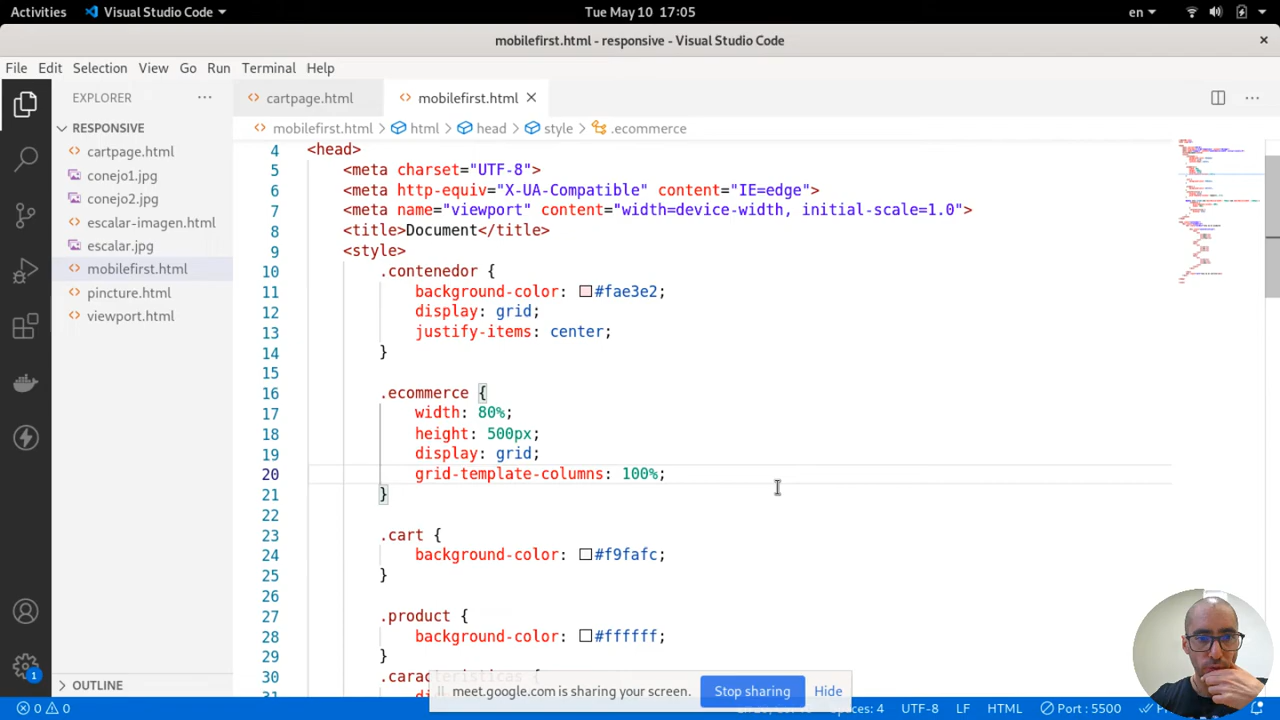 Activities Visual Studio Code Tue May 10 17:05 en
mobilefirst.html - responsive - Visual Studio Code
File Edit Selection View Go Run Terminal Help
EXPLORER
RESPONSIVE
cartpage.html
conejo1.jpg
conejo2.jpg
escalar-imagen.html
escalar.jpg
mobilefirst.html
pincture.html
viewport.html
OUTLINE
1
cartpage.html mobilefirst.html
mobilefirst.html > html > head > style > .ecommerce
4 <head>
5 <meta charset="UTF-8">
6 <meta http-equiv="X-UA-Compatible" content="IE=edge">
7 <meta name="viewport" content="width=device-width, initial-scale=1.0">
8 <title>Document</title>
9 <style>
10 .contenedor {
11 background-color: #fae3e2;
12 display: grid;
13 justify-items: center;
14 }
15
16 .ecommerce {
17 width: 80%;
18 height: 500px;
19 display: grid;
20 grid-template-columns: 100%;
21 }
22
23 .cart {
24 background-color: #f9fafc;
25 }
26
27 .product {
28 background-color: #ffffff;
29 }
30 .caracteristicas {
meet.google.com is sharing your screen. Stop sharing Hide
0 0 Spaces: 4 UTF-8 LF HTML Port : 5500